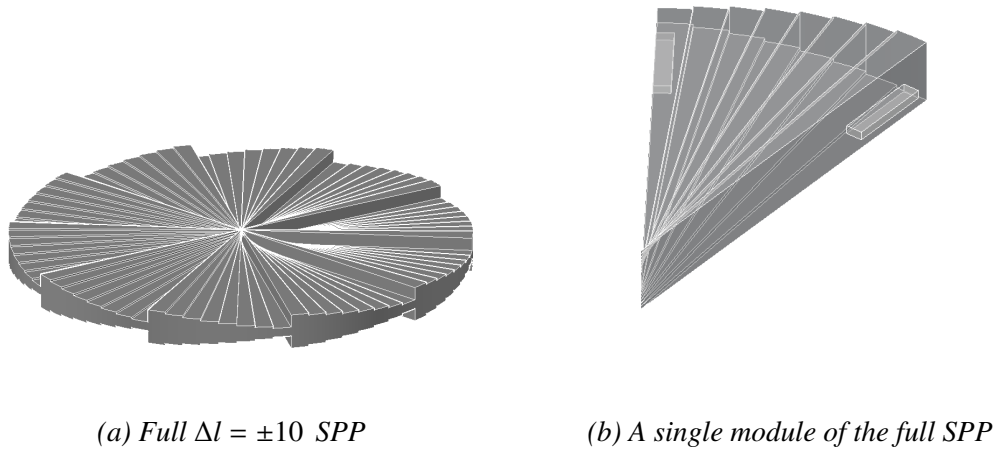 (a) Full Δl = ±10 SPP
(b) A single module of the full SPP